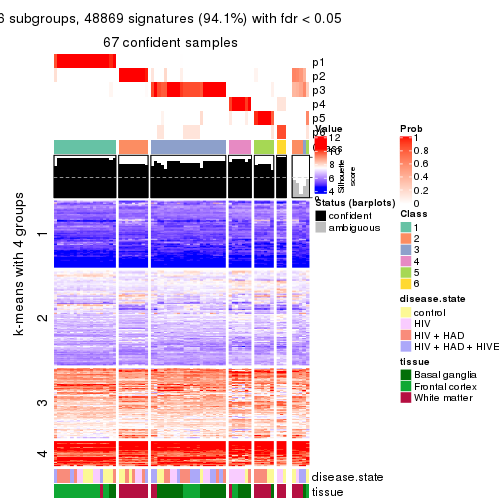 6 subgroups, 48869 signatures (94.1%) with fdr < 0.05
67 confident samples
p1
p2
p3
p4
p5
Value
12
10
8
6
4
Silhouette
score
Prob
1
0.8
0.6
0.4
0.2
0
Status (barplots)
confident
ambiguous
Class
1
2
3
4
5
6
disease.state
control
HIV
HIV + HAD
HIV + HAD + HIVE
tissue
Basal ganglia
Frontal cortex
White matter
k-means with 4 groups
1
2
3
4
disease.state
tissue